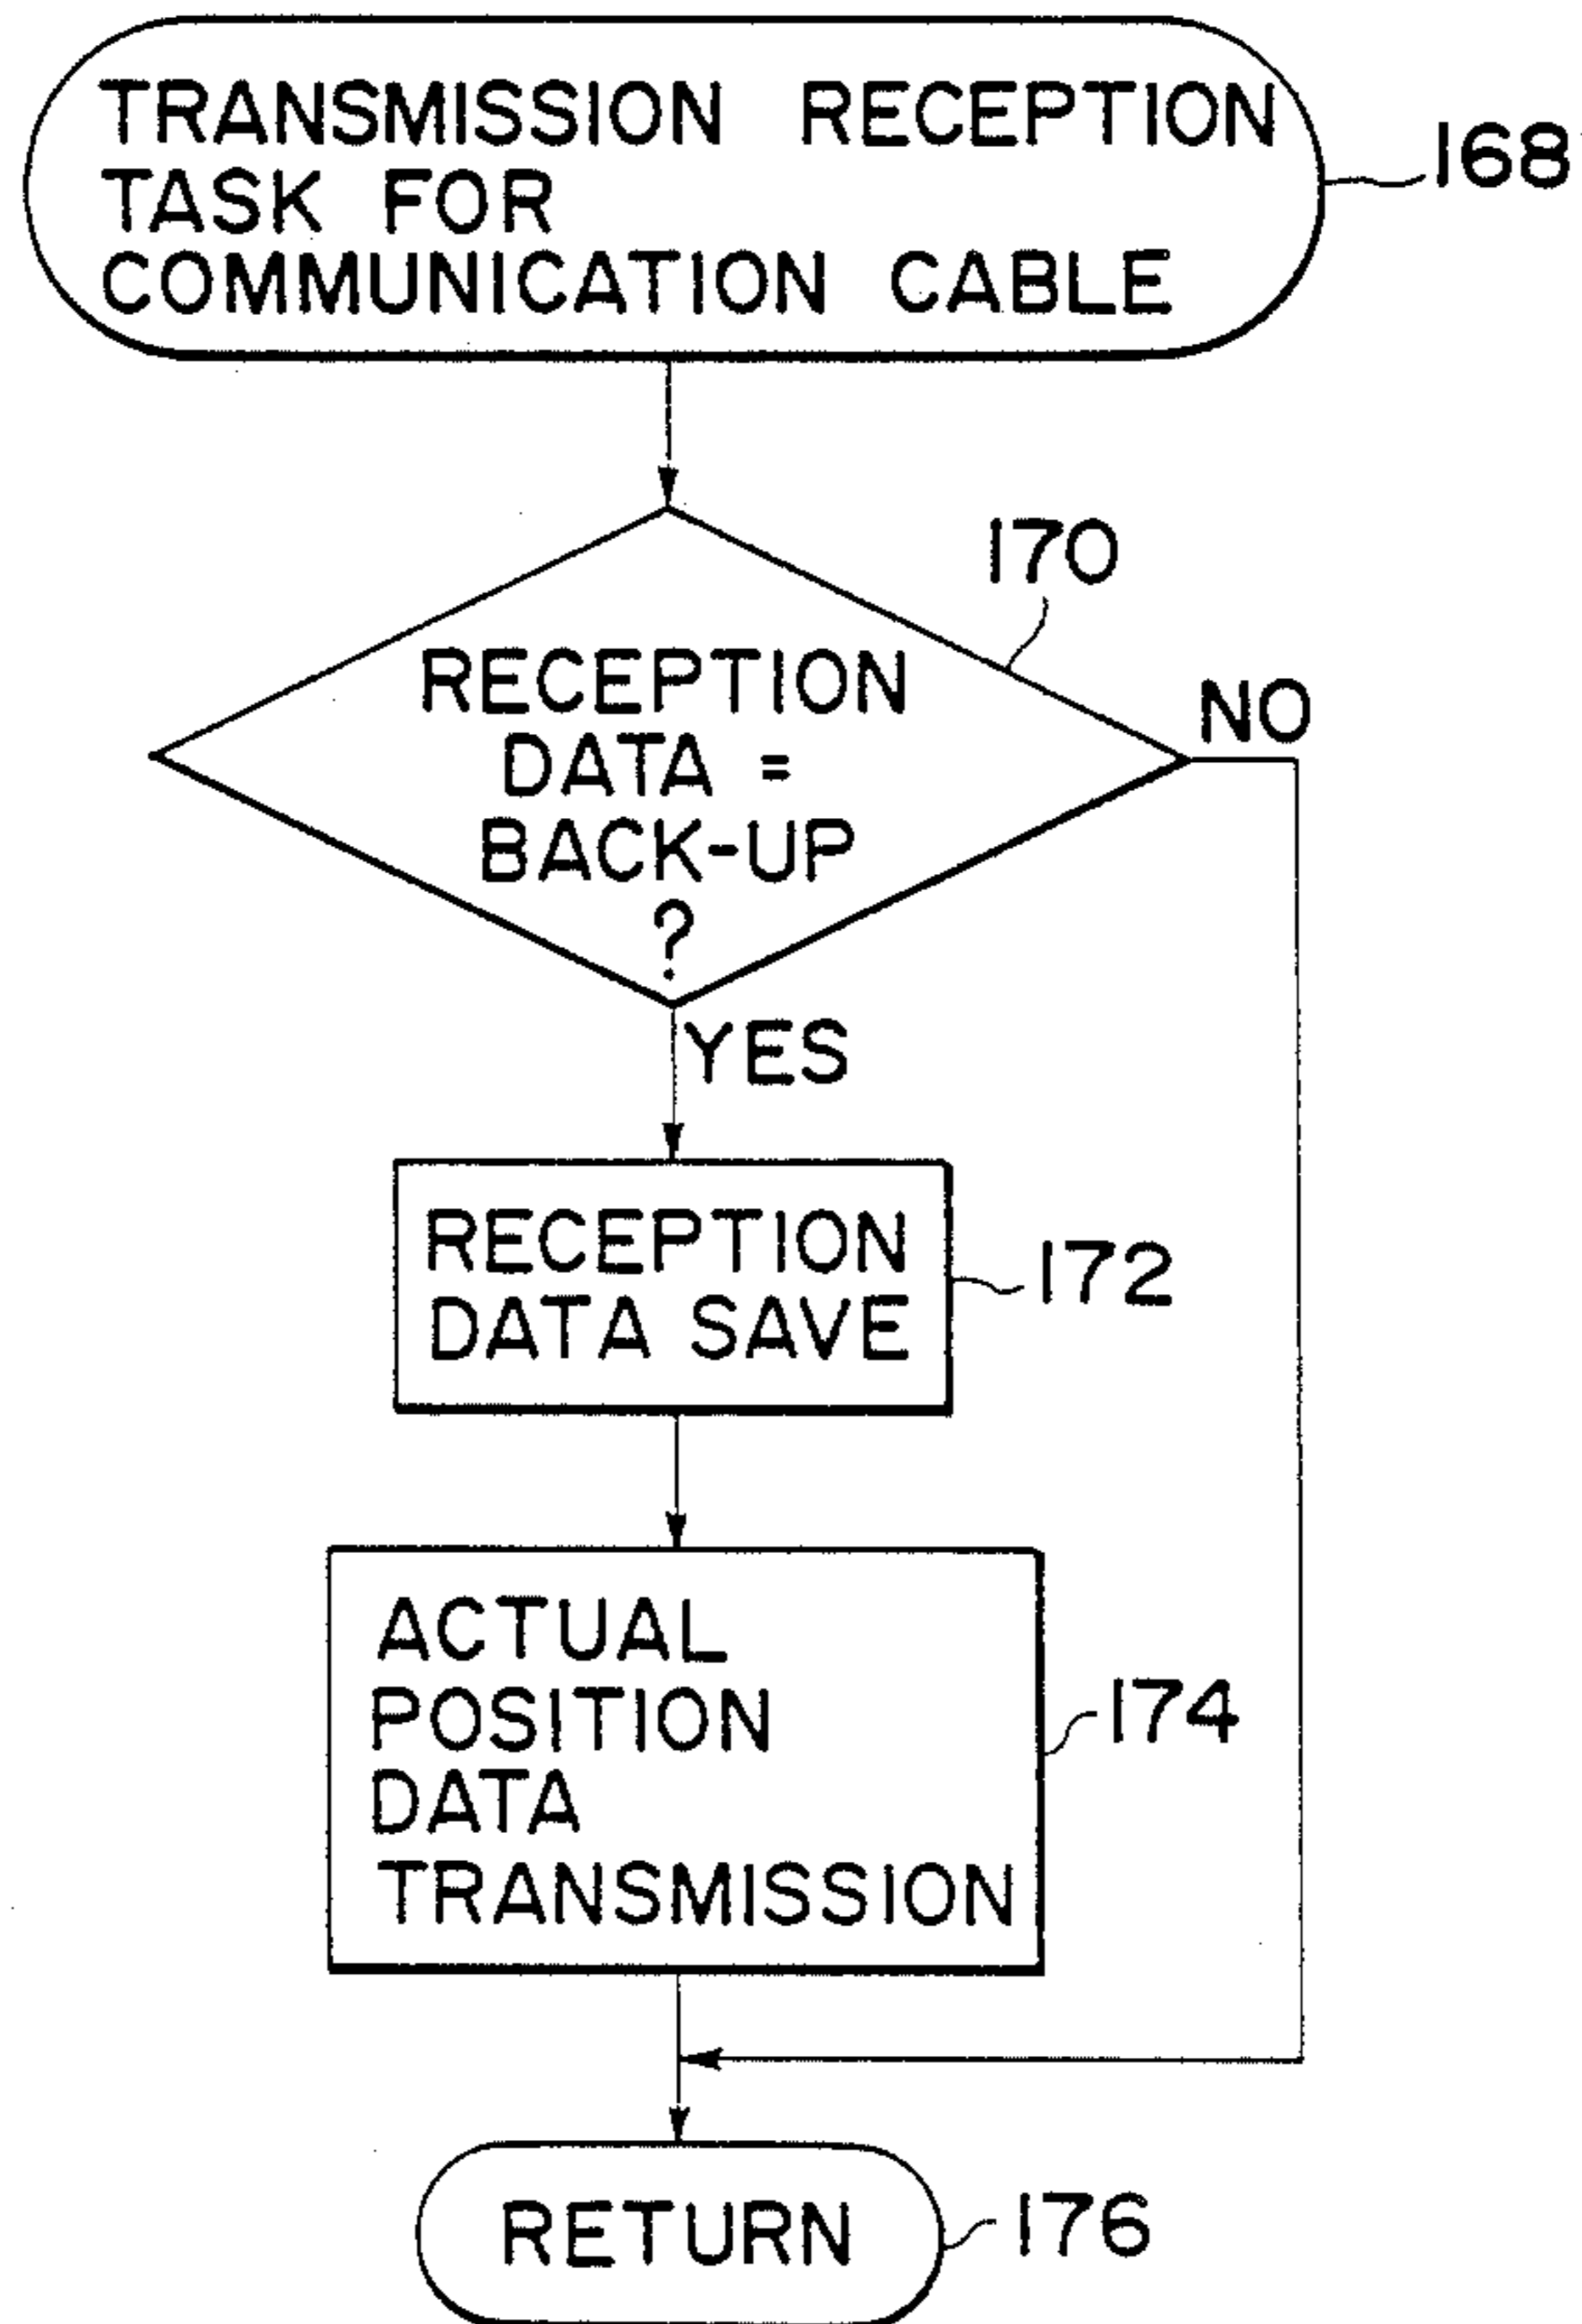 TRANSMISSION RECEPTION
TASK FOR
COMMUNICATION CABLE
168
170
RECEPTION
DATA =
BACK-UP
?
NO
YES
RECEPTION
DATA SAVE
172
ACTUAL
POSITION
DATA
TRANSMISSION
174
RETURN
176